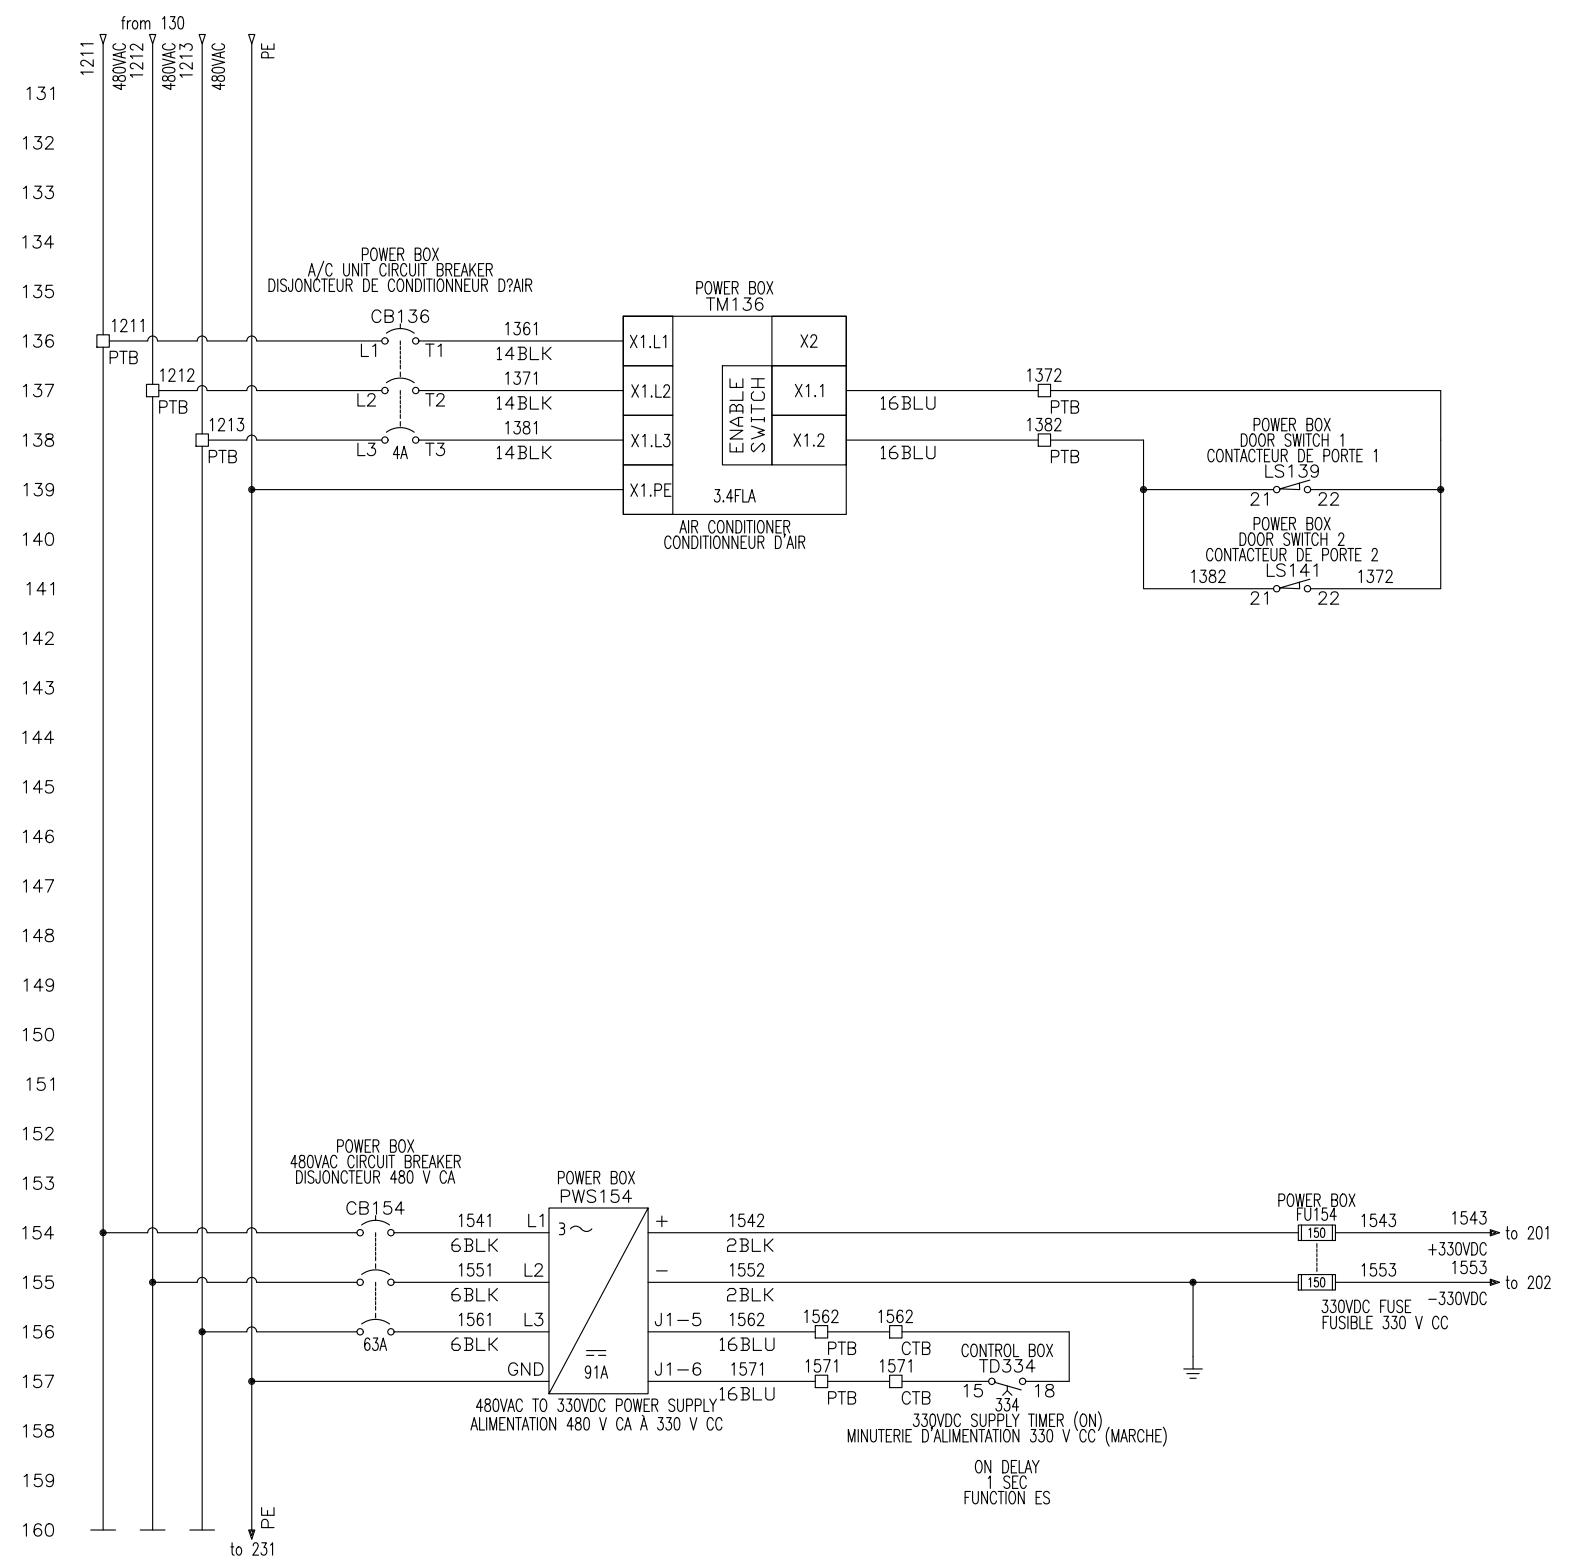 from 130
1211
480VAC
1212
480VAC
1213
480VAC
PE
131
132
133
134
POWER BOX
A/C UNIT CIRCUIT BREAKER
DISJONCTEUR DE CONDITIONNEUR D?AIR
135
POWER BOX
TM136
CB136
136
1211
PTB
L1
T1
1361
14BLK
X1.L1
X2
137
1212
PTB
L2
T2
1371
14BLK
X1.L2
ENABLE
SWITCH
X1.1
16BLU
1372
PTB
138
1213
PTB
L3
4A
T3
1381
14BLK
X1.L3
X1.2
16BLU
1382
PTB
POWER BOX
DOOR SWITCH 1
CONTACTEUR DE PORTE 1
LS139
139
X1.PE
3.4FLA
21
22
AIR CONDITIONER
CONDITIONNEUR D'AIR
140
POWER BOX
DOOR SWITCH 2
CONTACTEUR DE PORTE 2
LS141
141
1382
1372
21
22
142
143
144
145
146
147
148
149
150
151
152
POWER BOX
480VAC CIRCUIT BREAKER
DISJONCTEUR 480 V CA
153
POWER BOX
PWS154
CB154
POWER BOX
FU154
154
1541
6BLK
L1
3
+
1542
2BLK
150
1543
1543
to 201
+330VDC
155
1551
6BLK
L2
−
1552
2BLK
150
1553
1553
to 202
−330VDC
330VDC FUSE
FUSIBLE 330 V CC
156
63A
1561
6BLK
L3
J1−5
1562
16BLU
1562
PTB
1562
CTB
157
GND
91A
J1−6
1571
16BLU
1571
PTB
1571
CTB
CONTROL BOX
TD334
15
18
334
480VAC TO 330VDC POWER SUPPLY
ALIMENTATION 480 V CA À 330 V CC
330VDC SUPPLY TIMER (ON)
MINUTERIE D'ALIMENTATION 330 V CC (MARCHE)
158
ON DELAY
1 SEC
FUNCTION ES
159
160
PE
to 231